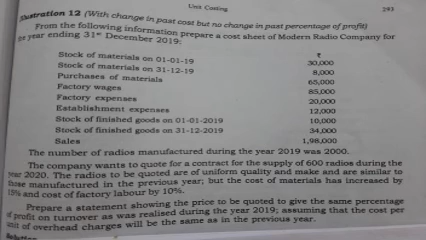 Unit Costing 293
Illustration 12 (With change in past cost but no change in past percentage of profit)
From the following information prepare a cost sheet of Modern Radio Company for
the year ending 31st December 2019:
₹
Stock of materials on 01-01-19 30,000
Stock of materials on 31-12-19 8,000
Purchases of materials 65,000
Factory wages 85,000
Factory expenses 20,000
Establishment expenses 12,000
Stock of finished goods on 01-01-2019 10,000
Stock of finished goods on 31-12-2019 34,000
Sales 1,98,000
The number of radios manufactured during the year 2019 was 2000.
The company wants to quote for a contract for the supply of 600 radios during the
year 2020. The radios to be quoted are of uniform quality and make and are similar to
those manufactured in the previous year; but the cost of materials has increased by
15% and cost of factory labour by 10%.
Prepare a statement showing the price to be quoted to give the same percentage
of profit on turnover as was realised during the year 2019; assuming that the cost per
unit of overhead charges will be the same as in the previous year.
Solution